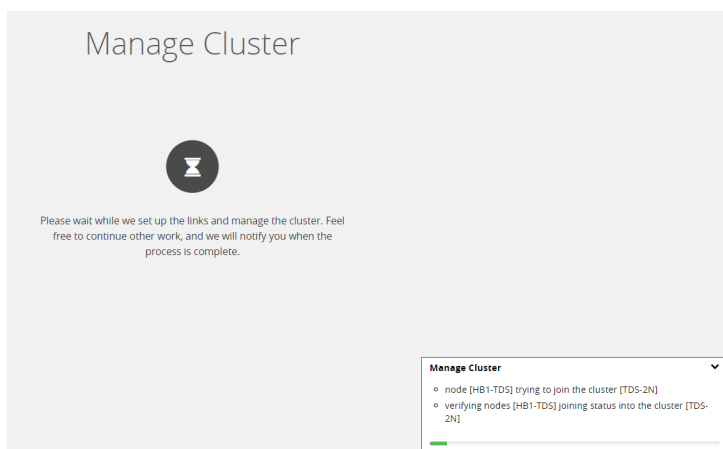 Manage Cluster
Please wait while we set up the links and manage the cluster. Feel
free to continue other work, and we will notify you when the
process is complete.
Manage Cluster
node [HB1-TDS] trying to join the cluster [TDS-2N]
verifying nodes [HB1-TDS] joining status into the cluster [TDS-
2N]